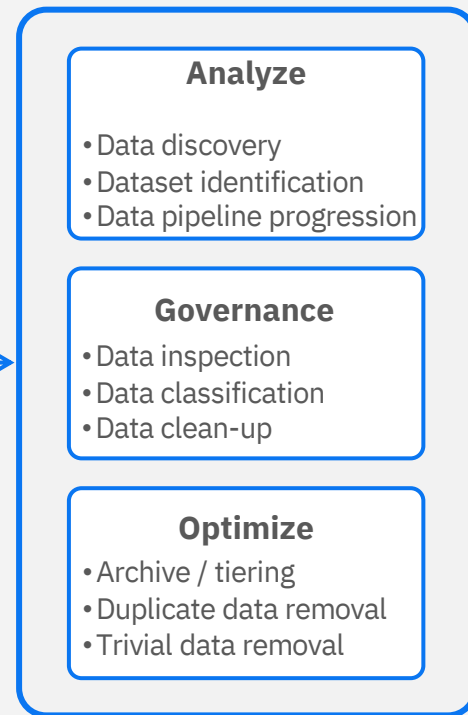 Analyze
•Data discovery
•Dataset identification
•Data pipeline progression
Governance
•Data inspection
•Data classification
•Data clean-up
Optimize
•Archive / tiering
•Duplicate data removal
•Trivial data removal